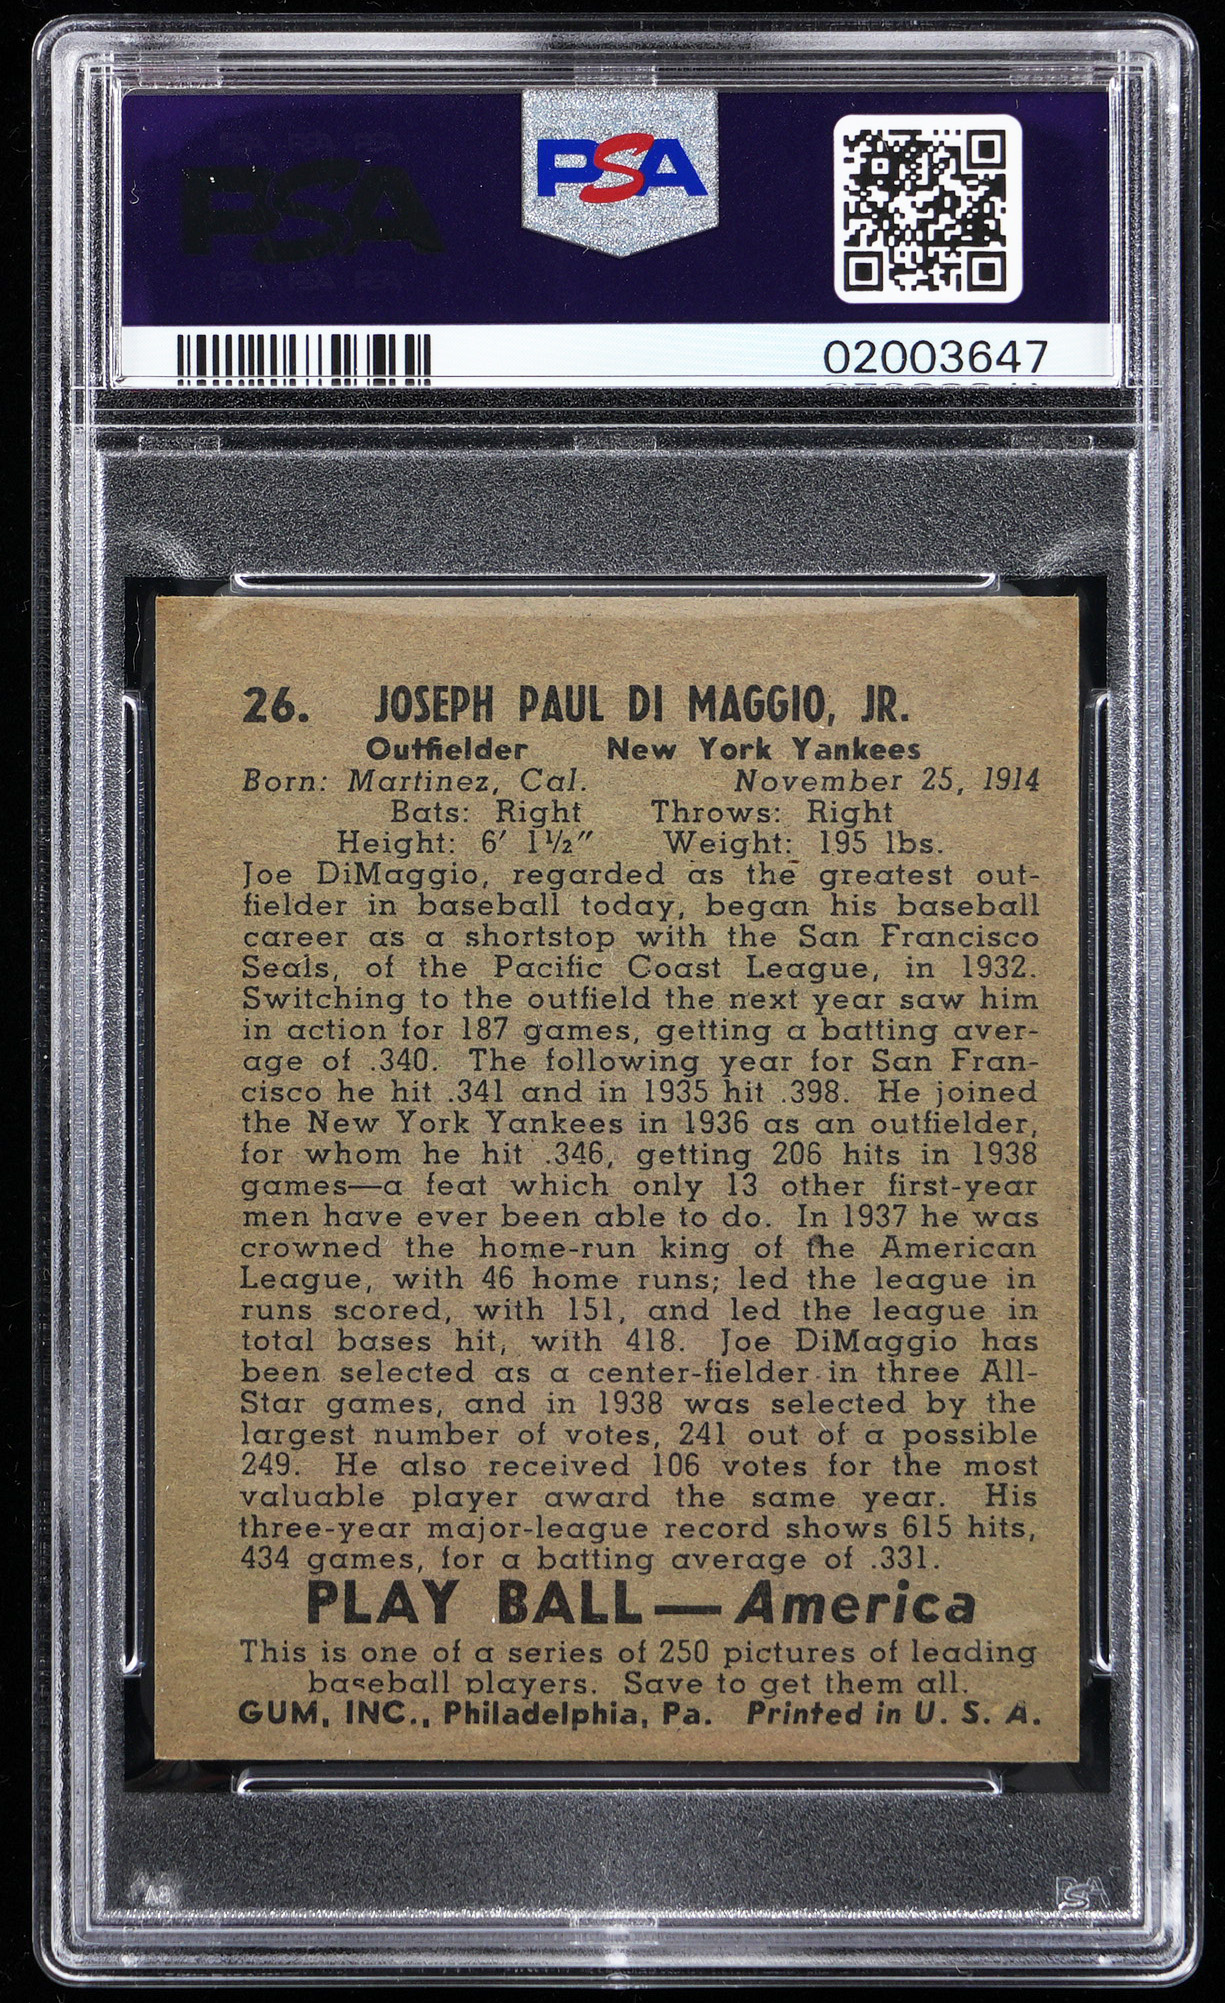 PSA
PSA
02003647
26. JOSEPH PAUL DI MAGGIO, JR.
Outfielder New York Yankees
Born: Martinez, Cal. November 25, 1914
Bats: Right Throws: Right
Height: 6′ 1½″ Weight: 195 lbs.
Joe DiMaggio, regarded as the greatest out-
fielder in baseball today, began his baseball
career as a shortstop with the San Francisco
Seals, of the Pacific Coast League, in 1932.
Switching to the outfield the next year saw him
in action for 187 games, getting a batting aver-
age of .340. The following year for San Fran-
cisco he hit .341 and in 1935 hit .398. He joined
the New York Yankees in 1936 as an outfielder,
for whom he hit .346, getting 206 hits in 1938
games—a feat which only 13 other first-year
men have ever been able to do. In 1937 he was
crowned the home-run king of the American
League, with 46 home runs; led the league in
runs scored, with 151, and led the league in
total bases hit, with 418. Joe DiMaggio has
been selected as a center-fielder in three All-
Star games, and in 1938 was selected by the
largest number of votes, 241 out of a possible
249. He also received 106 votes for the most
valuable player award the same year. His
three-year major-league record shows 615 hits,
434 games, for a batting average of .331.
PLAY BALL—America
This is one of a series of 250 pictures of leading
baseball players. Save to get them all.
GUM, INC., Philadelphia, Pa. Printed in U. S. A.
PSA